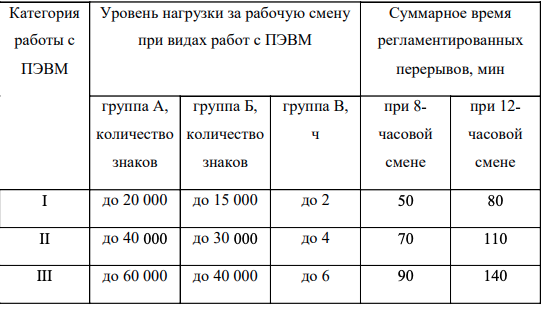 Категория
работы с
ПЭВМ
Уровень нагрузки за рабочую смену
при видах работ с ПЭВМ
Суммарное время
регламентированных
перерывов, мин
группа А,
количество
знаков
группа Б,
количество
знаков
группа В,
ч
при 8-
часовой
смене
при 12-
часовой
смене
I до 20 000 до 15 000 до 2 50 80
II до 40 000 до 30 000 до 4 70 110
III до 60 000 до 40 000 до 6 90 140